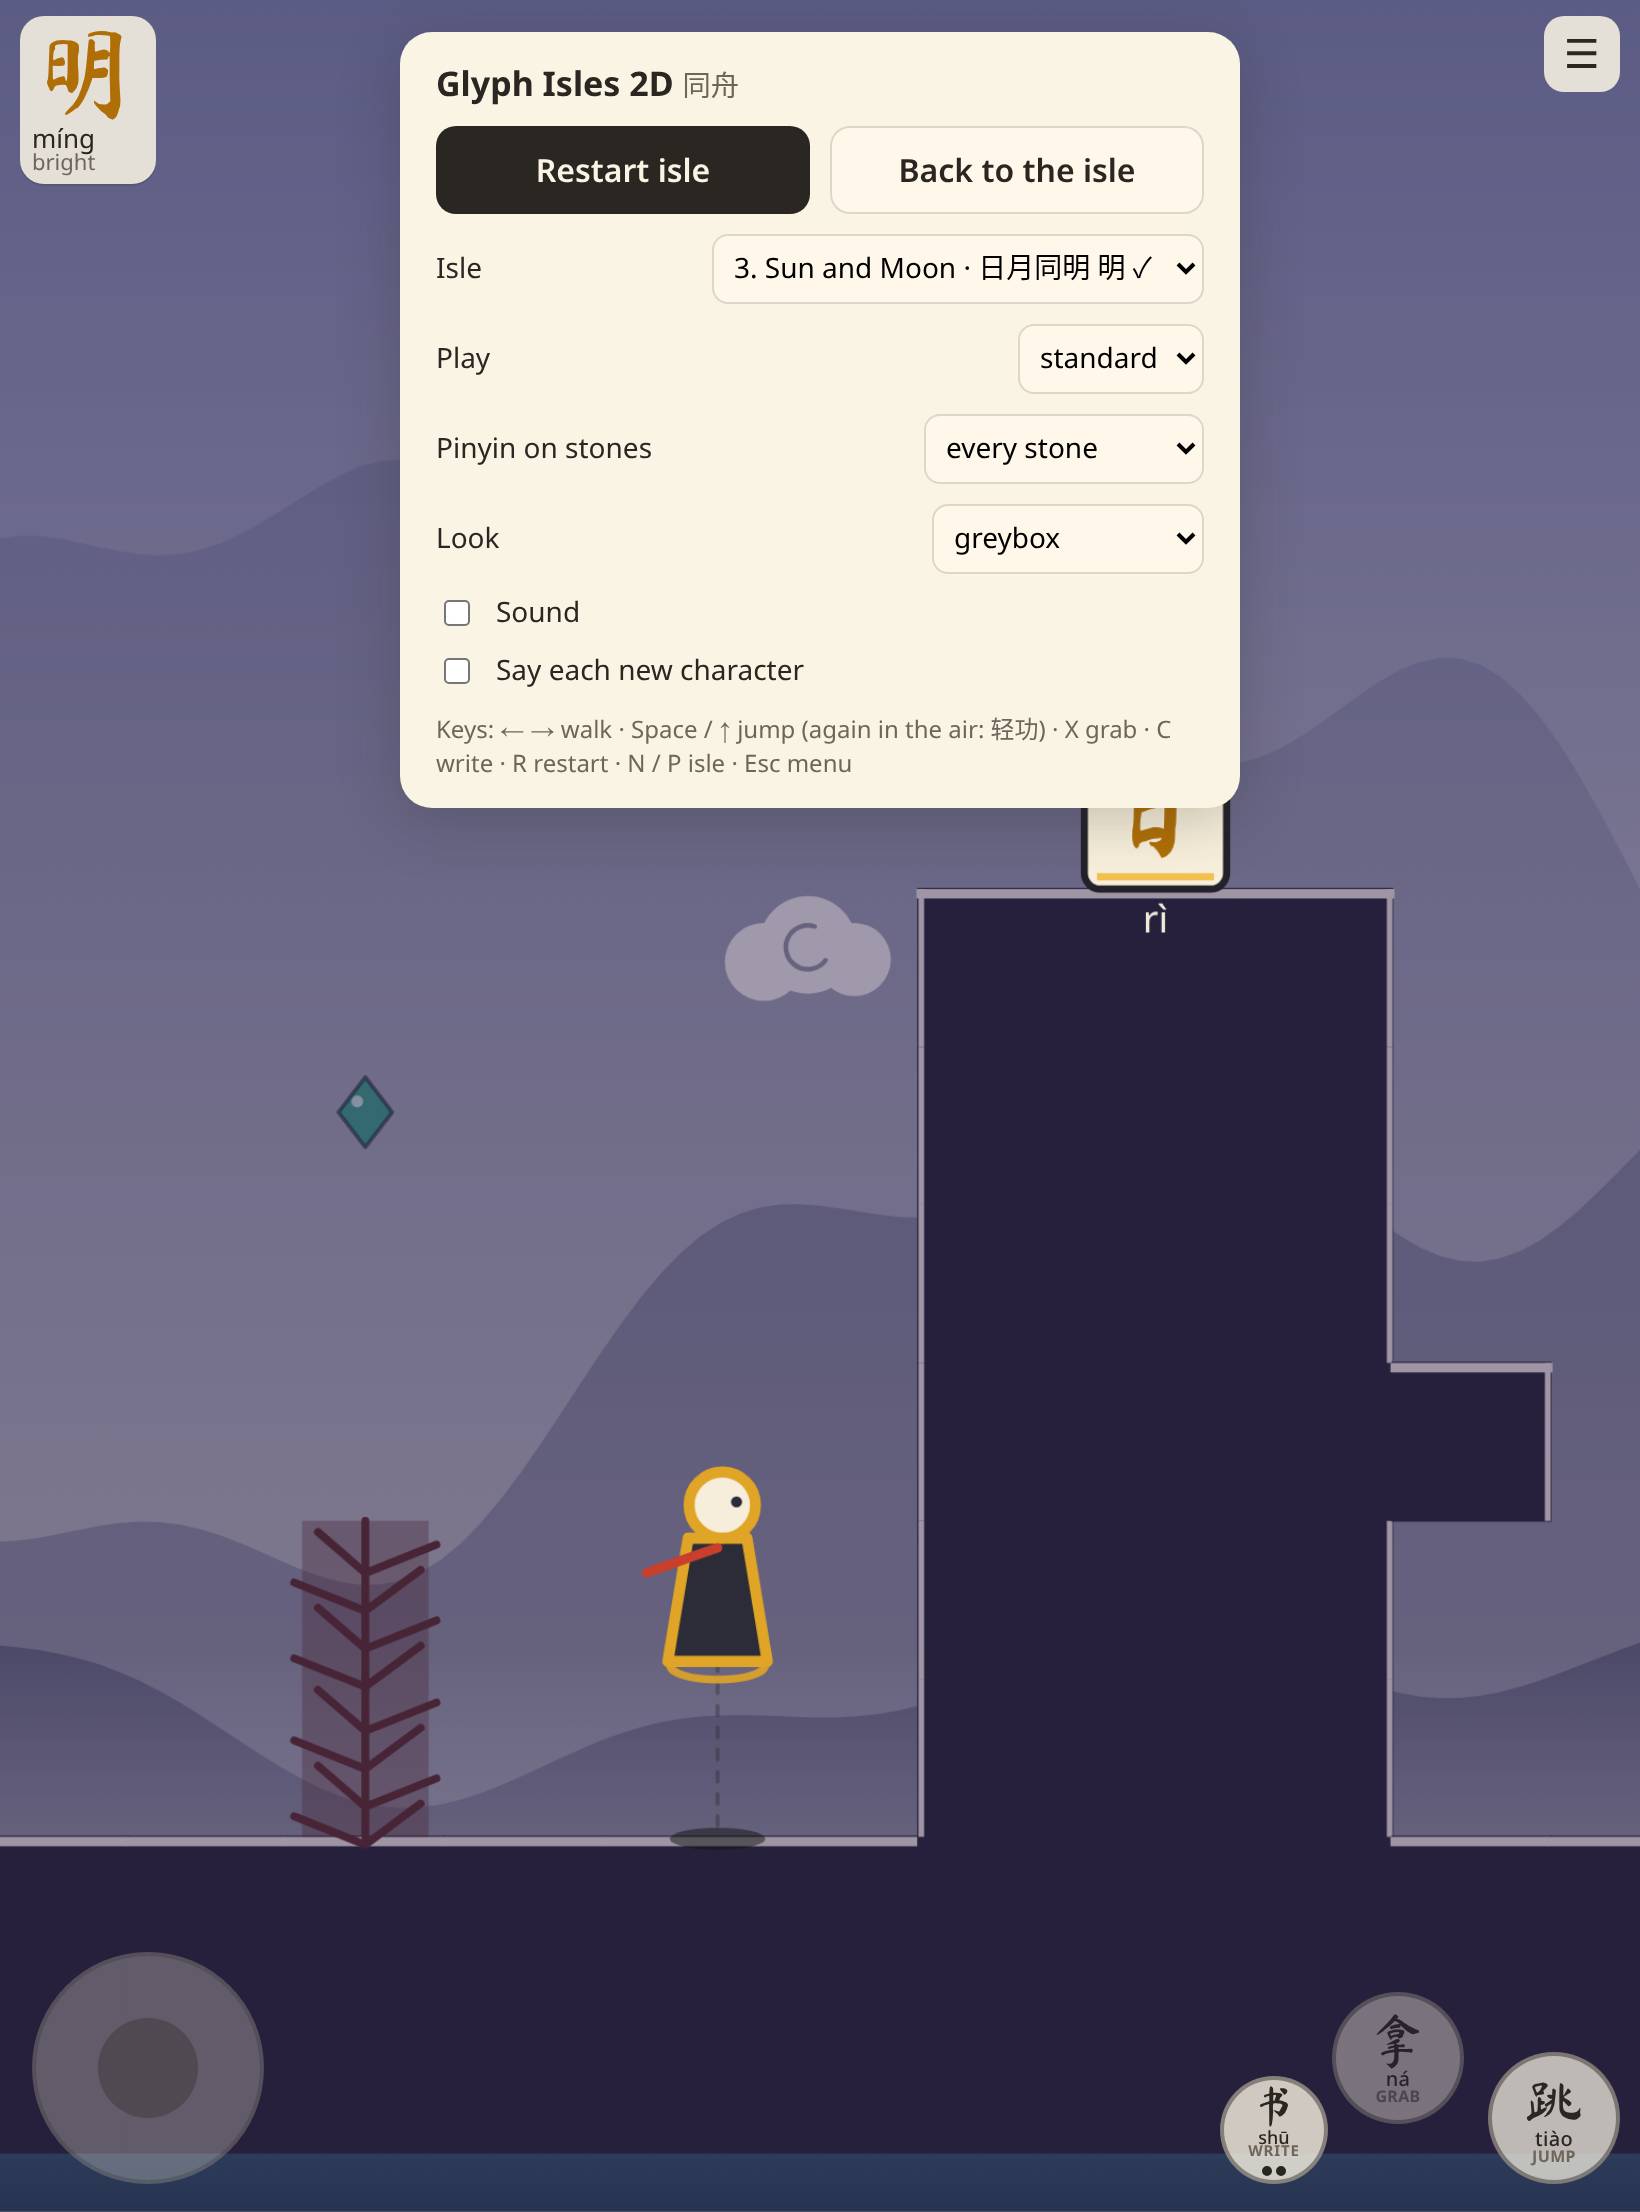 明
míng
bright
☰
Glyph Isles 2D 同舟
Restart isle
Back to the isle
Isle
3. Sun and Moon · 日月同明 明 ✓
Play
standard
Pinyin on stones
every stone
Look
greybox
Sound
Say each new character
Keys: ← → walk · Space / ↑ jump (again in the air: 轻功) · X grab · C
write · R restart · N / P isle · Esc menu
日
rì
拿
ná
GRAB
书
shū
WRITE
跳
tiào
JUMP